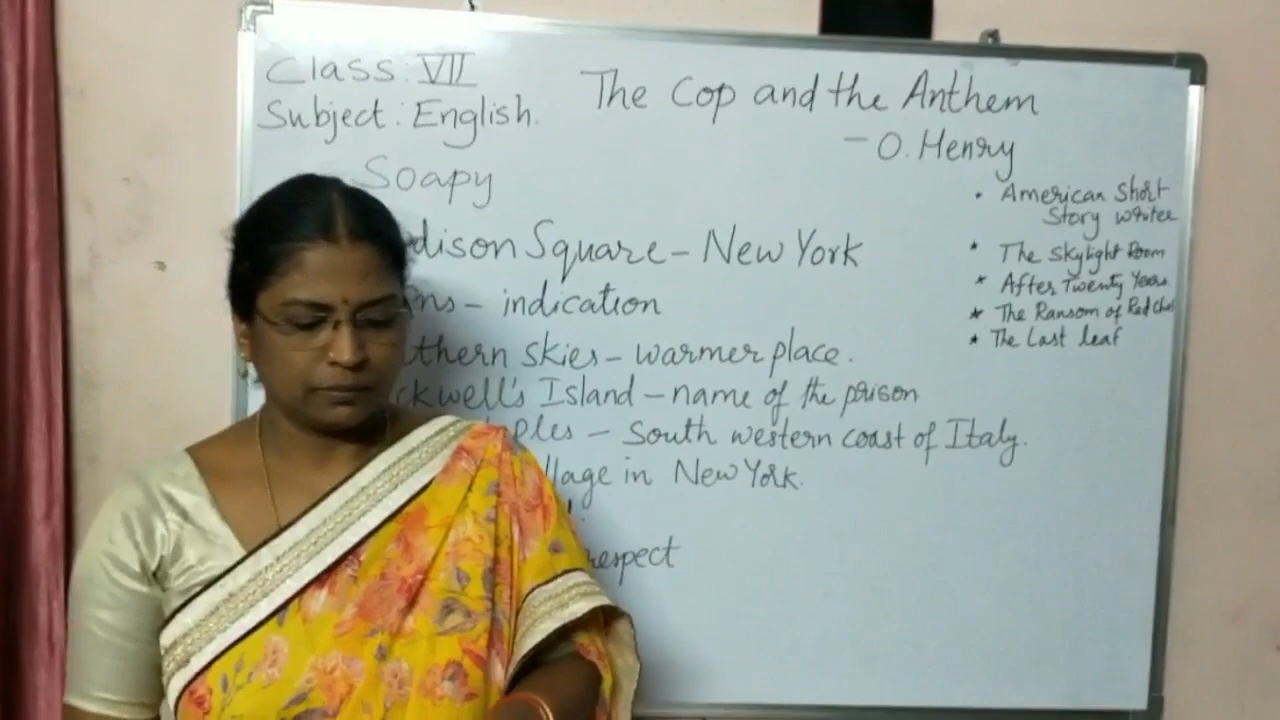 Class: VII
Subject: English.
The Cop and the Anthem
- O. Henry
Soapy
dison Square - New York
ns - indication
thern skies - warmer place.
ckwell's Island - name of the prison
ples - South western coast of Italy.
llage in New York.
respect
• American Short
Story writer
* The Skylight Room
* After Twenty Years
* The Ransom of Red
* The Last leaf